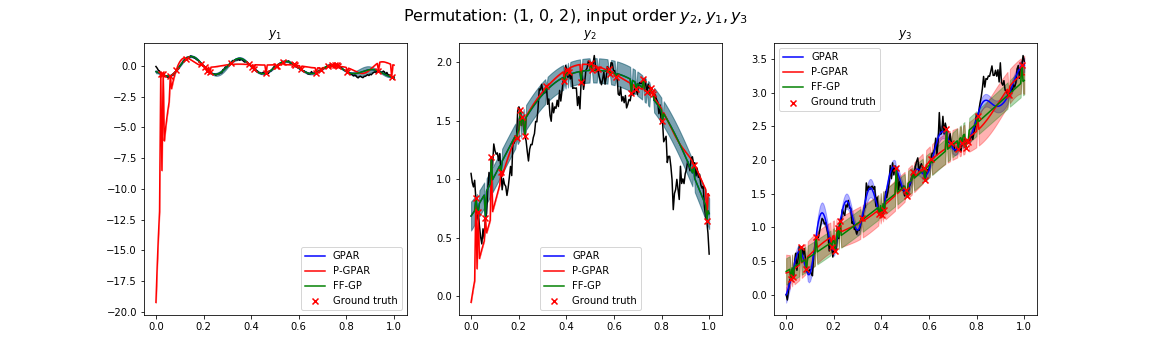 Permutation: (1, 0, 2), input order y₂, y₁, y₃
y₁
0.0
−2.5
−5.0
−7.5
−10.0
−12.5
−15.0
−17.5
−20.0
0.0 0.2 0.4 0.6 0.8 1.0
GPAR
P-GPAR
FF-GP
Ground truth
y₂
2.0
1.5
1.0
0.5
0.0
0.0 0.2 0.4 0.6 0.8 1.0
GPAR
P-GPAR
FF-GP
Ground truth
y₃
3.5
3.0
2.5
2.0
1.5
1.0
0.5
0.0
0.0 0.2 0.4 0.6 0.8 1.0
GPAR
P-GPAR
FF-GP
Ground truth